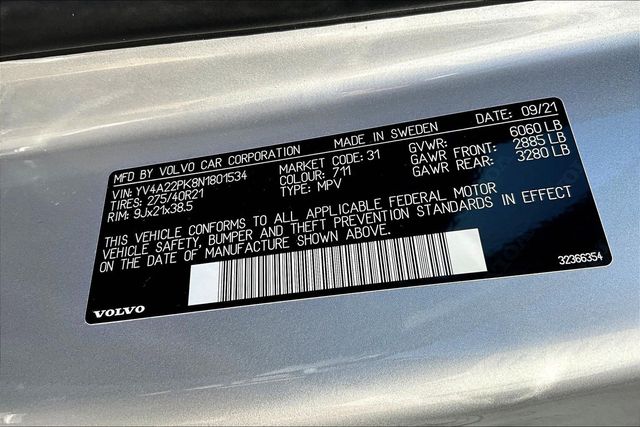 MFD BY VOLVO CAR CORPORATION MADE IN SWEDEN DATE: 09/21
VIN: YV4A22PK8N1801534 MARKET CODE: 31 GVWR: 6060 LB
TIRES: 275/40R21 COLOUR: 711 GAWR FRONT: 2885 LB
RIM: 9Jx21x38.5 TYPE: MPV GAWR REAR: 3280 LB
THIS VEHICLE CONFORMS TO ALL APPLICABLE FEDERAL MOTOR
VEHICLE SAFETY, BUMPER AND THEFT PREVENTION STANDARDS IN EFFECT
ON THE DATE OF MANUFACTURE SHOWN ABOVE.
VOLVO 32366354